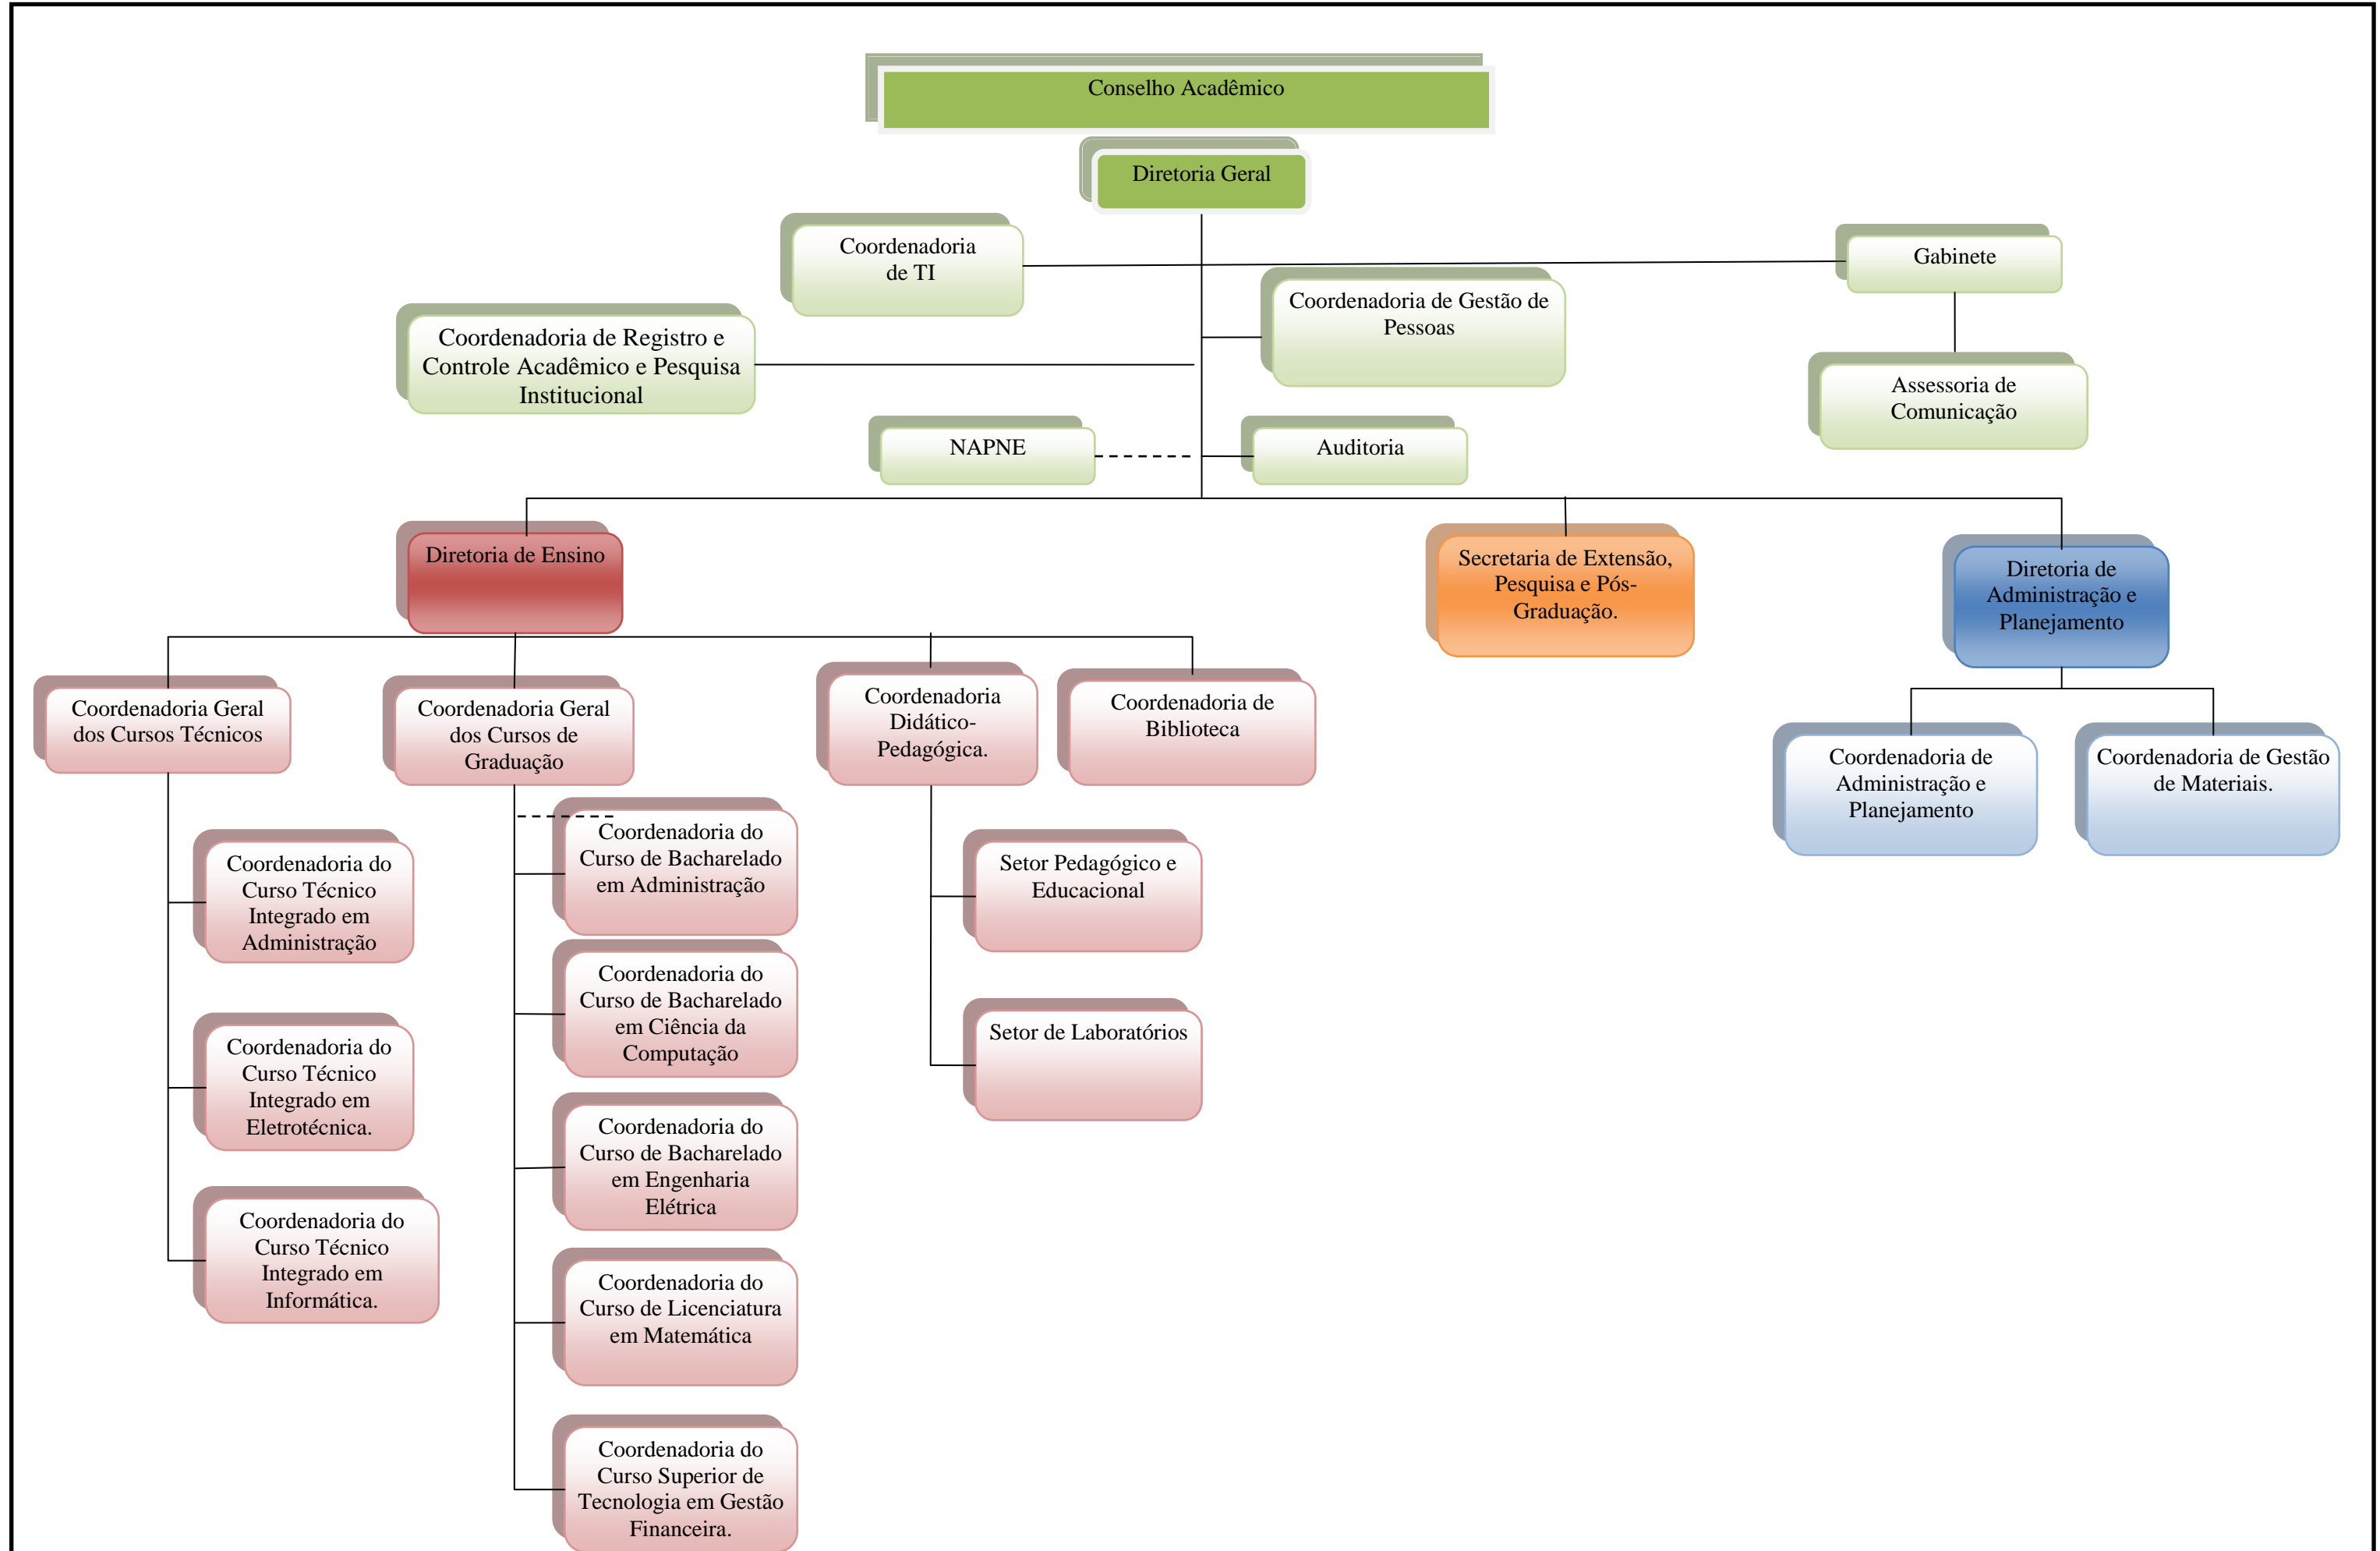 Conselho Acadêmico
Diretoria Geral
Coordenadoria
de TI
Gabinete
Coordenadoria de Gestão de
Pessoas
Coordenadoria de Registro e
Controle Acadêmico e Pesquisa
Institucional
Assessoria de
Comunicação
NAPNE
Auditoria
Diretoria de Ensino
Secretaria de Extensão,
Pesquisa e Pós-
Graduação.
Diretoria de
Administração e
Planejamento
Coordenadoria Geral
dos Cursos Técnicos
Coordenadoria Geral
dos Cursos de
Graduação
Coordenadoria
Didático-
Pedagógica.
Coordenadoria de
Biblioteca
Coordenadoria de
Administração e
Planejamento
Coordenadoria de Gestão
de Materiais.
Coordenadoria do
Curso Técnico
Integrado em
Administração
Coordenadoria do
Curso Técnico
Integrado em
Eletrotécnica.
Coordenadoria do
Curso Técnico
Integrado em
Informática.
Coordenadoria do
Curso de Bacharelado
em Administração
Coordenadoria do
Curso de Bacharelado
em Ciência da
Computação
Coordenadoria do
Curso de Bacharelado
em Engenharia
Elétrica
Coordenadoria do
Curso de Licenciatura
em Matemática
Coordenadoria do
Curso Superior de
Tecnologia em Gestão
Financeira.
Setor Pedagógico e
Educacional
Setor de Laboratórios